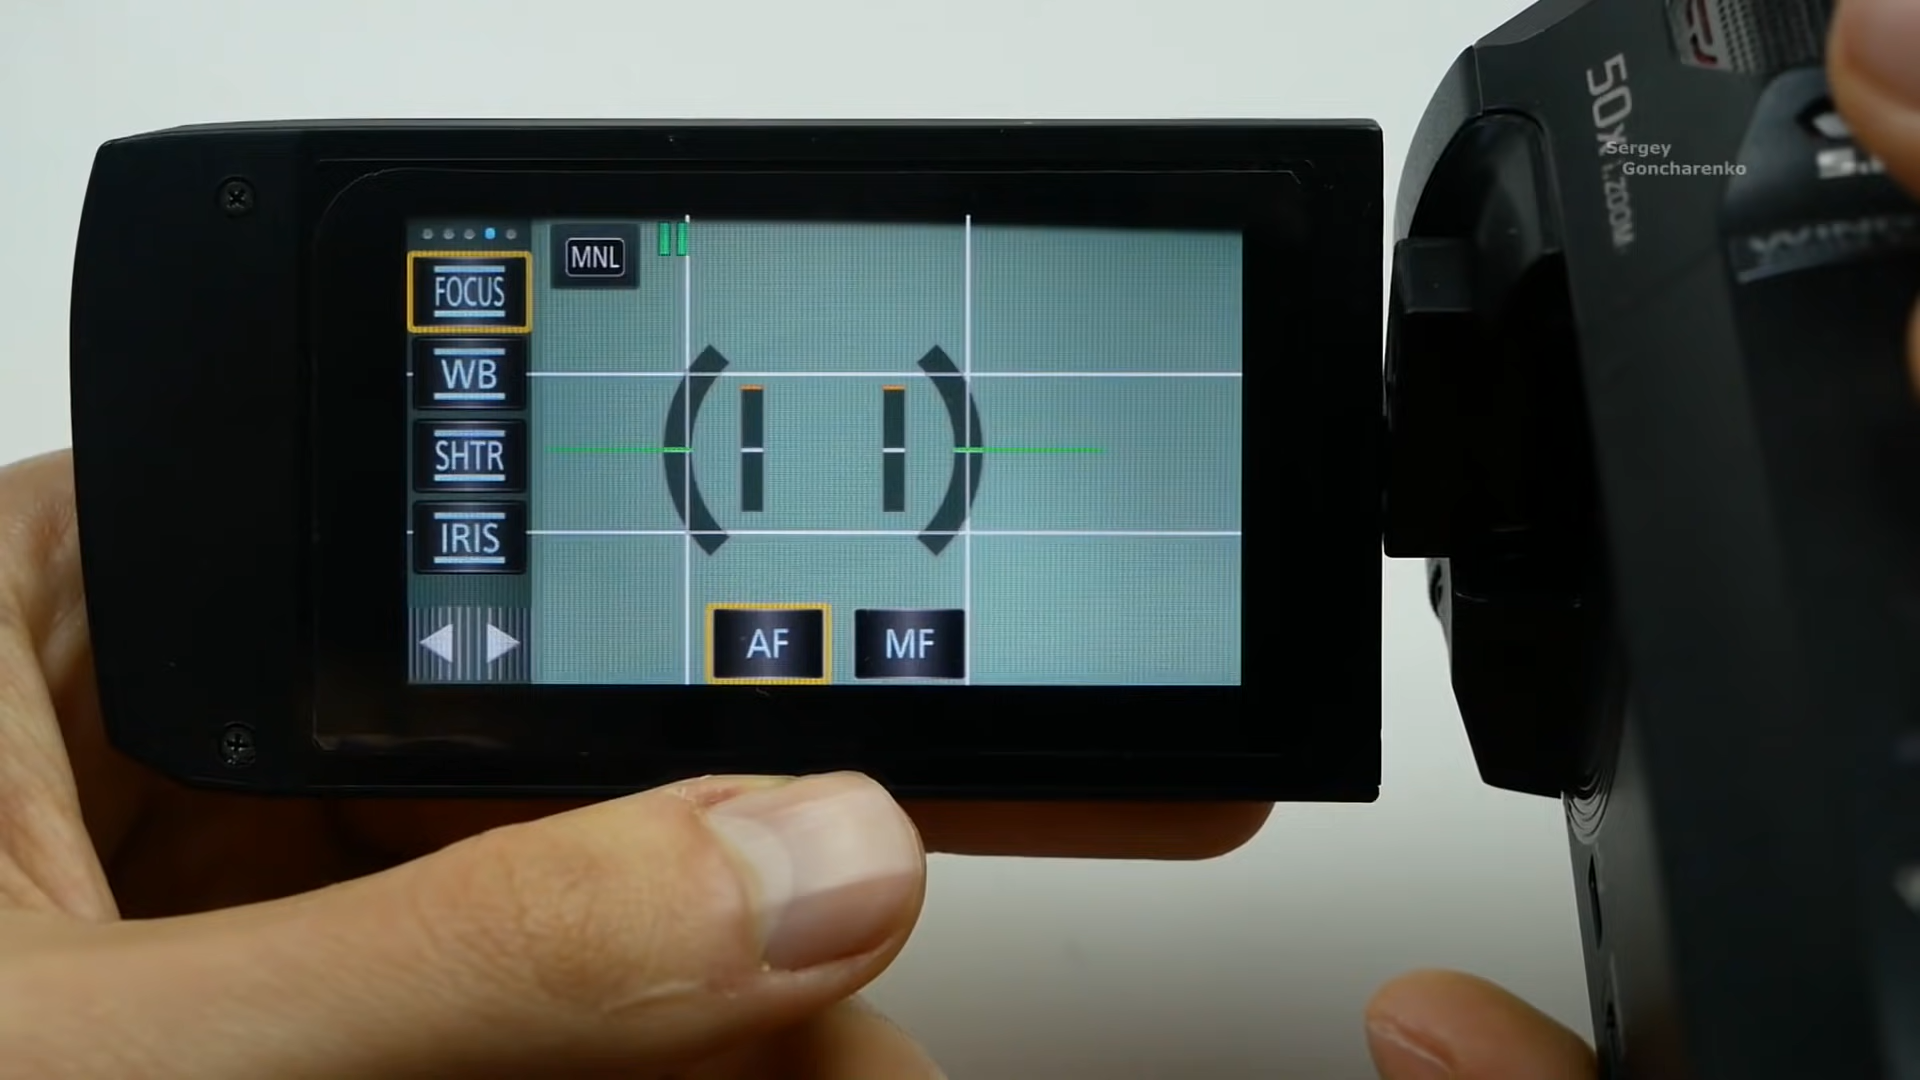 FOCUS
MNL
WB
SHTR
IRIS
AF
MF
50x
Sergey
Goncharenko